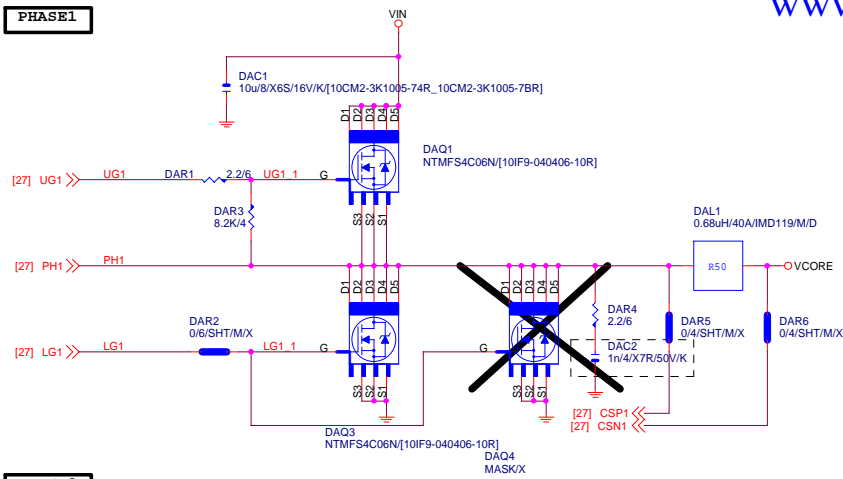 PHASE1
WWW
VIN
DAC1
10u/8/X6S/16V/K/[10CM2-3K1005-74R_10CM2-3K1005-7BR]
D1
D2
D3
D4
D5
DAQ1
NTMFS4C06N/[10IF9-040406-10R]
[27] UG1
UG1
DAR1
2.2/6
UG1_1
G
S3
S2
S1
DAR3
8.2K/4
DAL1
0.68uH/40A/IMD119/M/D
[27] PH1
PH1
R50
VCORE
D1
D2
D3
D4
D5
D1
D2
D3
D4
D5
DAR2
0/6/SHT/M/X
DAR4
2.2/6
DAR5
0/4/SHT/M/X
DAR6
0/4/SHT/M/X
[27] LG1
LG1
LG1_1
G
G
DAC2
1n/4/X7R/50V/K
S3
S2
S1
S3
S2
S1
[27] CSP1
[27] CSN1
DAQ3
NTMFS4C06N/[10IF9-040406-10R]
DAQ4
MASK/X